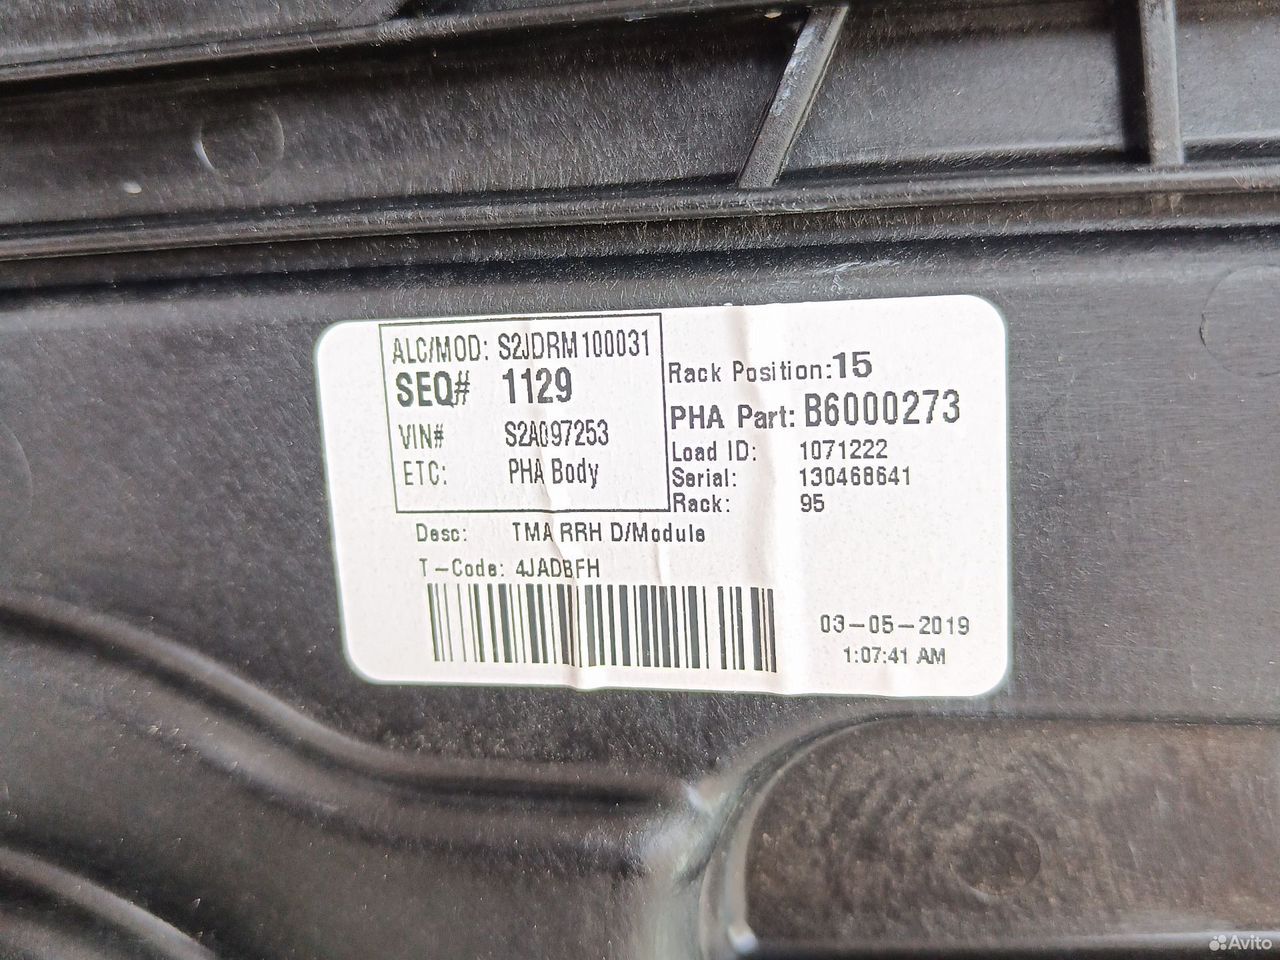 ALC/MOD: S2JDRM100031
SEQ# 1129
VIN# S2A097253
ETC: PHA Body
Rack Position:15
PHA Part: B6000273
Load ID: 1071222
Serial: 130468641
Rack: 95
Desc: TMA RRH D/Module
T-Code: 4JADBFH
03-05-2019
1:07:41 AM
Avito